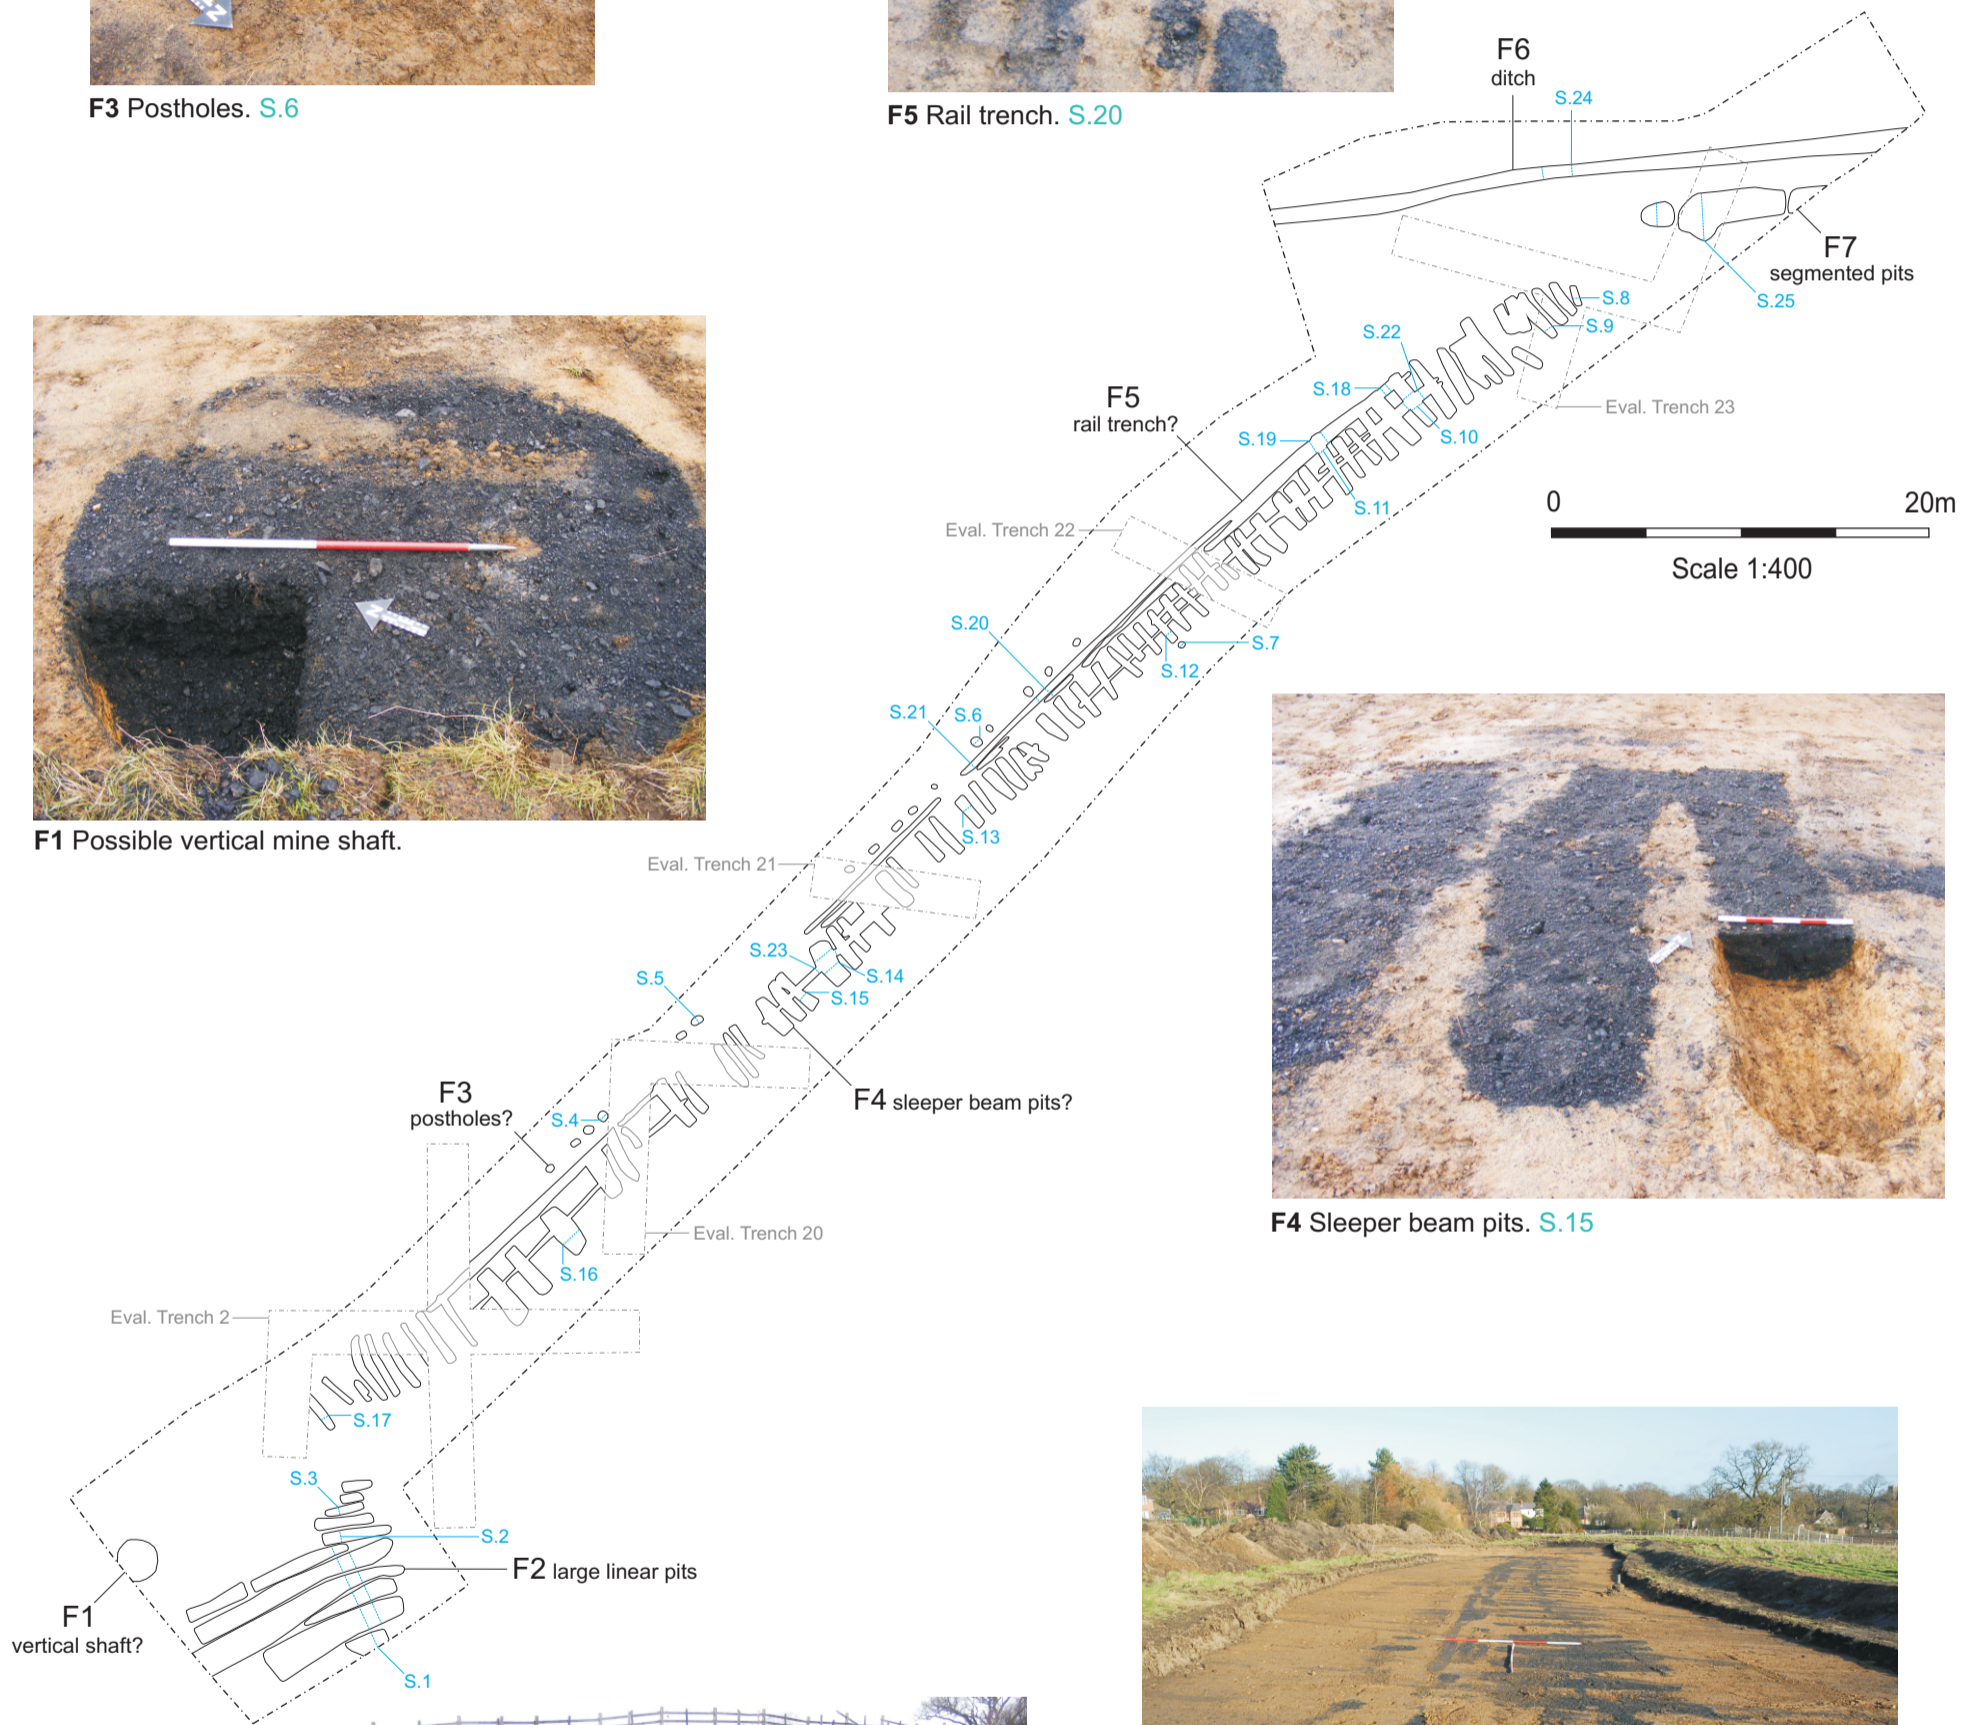 F3 Postholes. S.6
F5 Rail trench. S.20
F6
ditch
S.24
F7
segmented pits
S.25
S.8
S.9
S.22
S.18
Eval. Trench 23
F5
rail trench?
S.19
S.10
0 20m
Scale 1:400
S.11
Eval. Trench 22
S.20
S.7
S.12
S.21
S.6
F1 Possible vertical mine shaft.
S.13
Eval. Trench 21
S.23
S.14
S.15
S.5
F4 sleeper beam pits?
F3
postholes?
S.4
F4 Sleeper beam pits. S.15
Eval. Trench 20
S.16
Eval. Trench 2
S.17
S.3
S.2
F2 large linear pits
F1
vertical shaft?
S.1
N